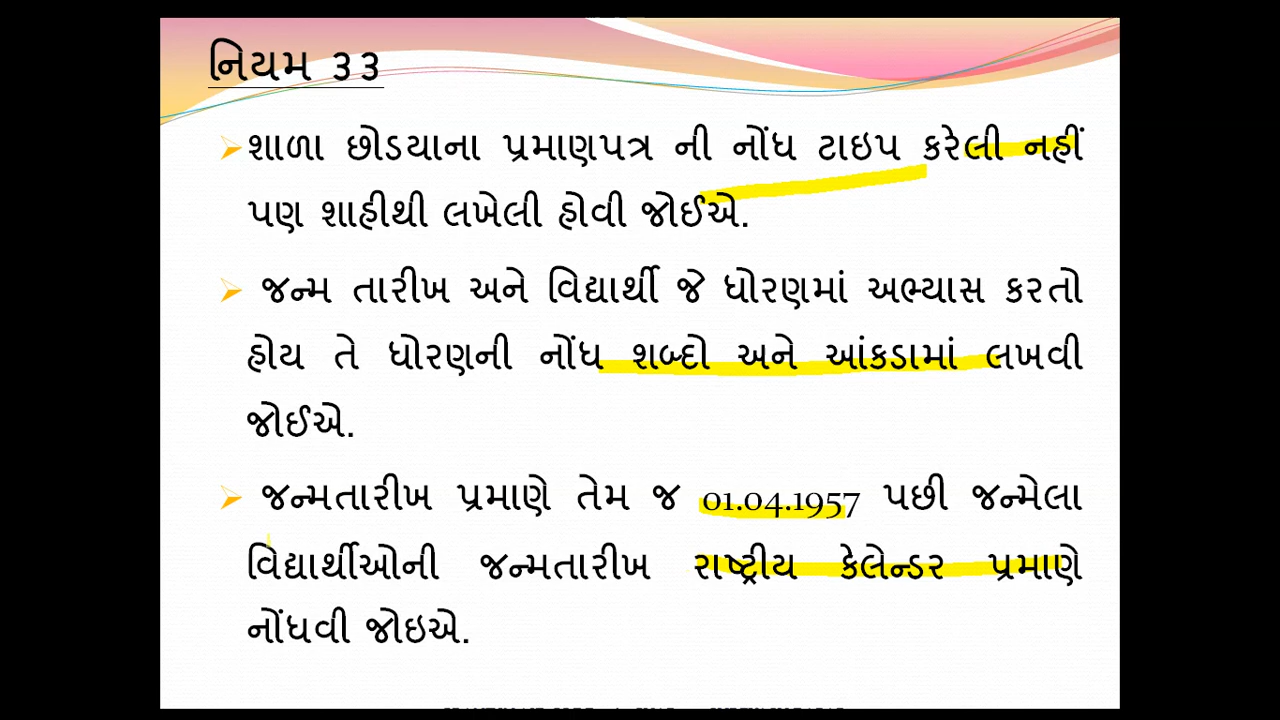 નિયમ ૩૩
શાળા છોડયાના પ્રમાણપત્ર ની નોંધ ટાઇપ કરેલી નહીં
પણ શાહીથી લખેલી હોવી જોઈએ.
જન્મ તારીખ અને વિદ્યાર્થી જે ધોરણમાં અભ્યાસ કરતો
હોય તે ધોરણની નોંધ શબ્દો અને આંકડામાં લખવી
જોઈએ.
જન્મતારીખ પ્રમાણે તેમ જ 01.04.1957 પછી જન્મેલા
વિદ્યાર્થીઓની જન્મતારીખ રાષ્ટ્રીય કેલેન્ડર પ્રમાણે
નોંધવી જોઇએ.